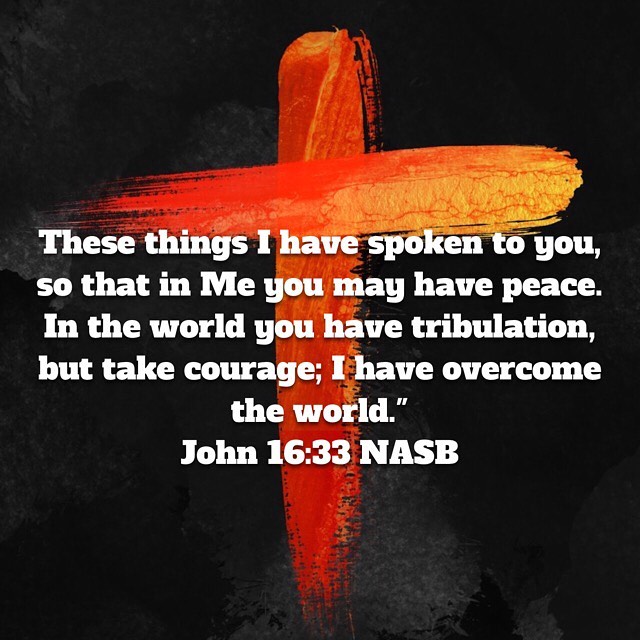 These things I have spoken to you,
so that in Me you may have peace.
In the world you have tribulation,
but take courage; I have overcome
the world.”
John 16:33 NASB